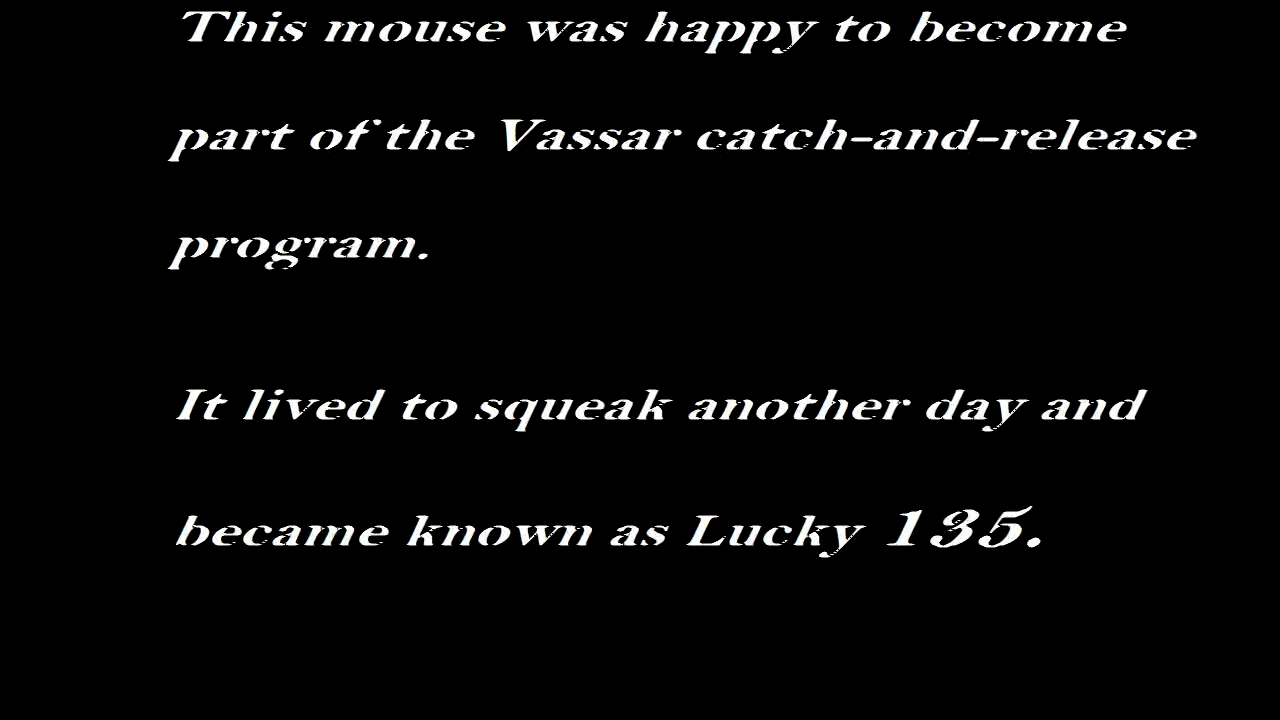 This mouse was happy to become
part of the Vassar catch-and-release
program.
It lived to squeak another day and
became known as Lucky 135.